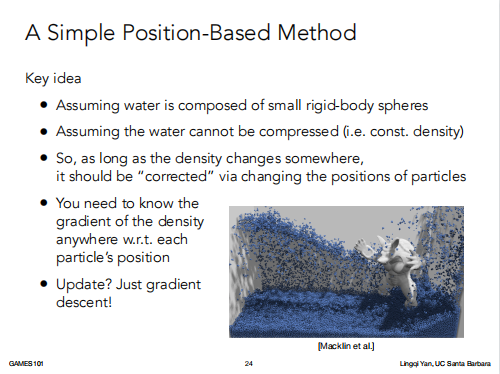 A Simple Position-Based Method
Key idea
● Assuming water is composed of small rigid-body spheres
● Assuming the water cannot be compressed (i.e. const. density)
● So, as long as the density changes somewhere,
it should be “corrected” via changing the positions of particles
● You need to know the
gradient of the density
anywhere w.r.t. each
particle’s position
● Update? Just gradient
descent!
[Macklin et al.]
GAMES101
24
Lingqi Yan, UC Santa Barbara